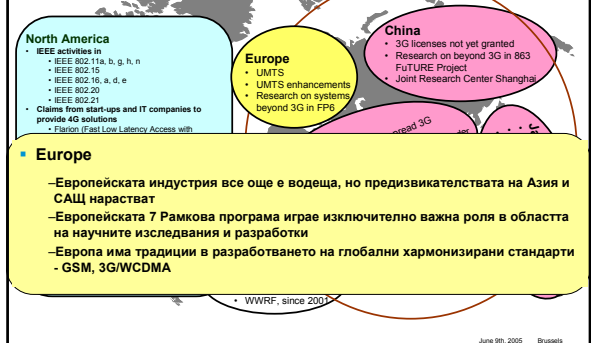 North America
• IEEE activities in
• IEEE 802.11a, b, g, h, n
• IEEE 802.15
• IEEE 802.16, a, d, e
• IEEE 802.20
• IEEE 802.21
• Claims from start-ups and IT companies to
provide 4G solutions
• Flarion (Fast Low Latency Access with
Europe
• UMTS
• UMTS enhancements
• Research on systems
beyond 3G in FP6
China
• 3G licenses not yet granted
• Research on beyond 3G in 863
FuTURE Project
• Joint Research Center Shanghai
3G
▪ Europe
–Европейската индустрия все още е водеща, но предизвикателствата на Азия и
САЩ нарастват
–Европейската 7 Рамкова програма играе изключително важна роля в областта
на научните изследвания и разработки
–Европа има традиции в разработването на глобални хармонизирани стандарти
- GSM, 3G/WCDMA
• WWRF, since 2001
June 9th, 2005 Brussels